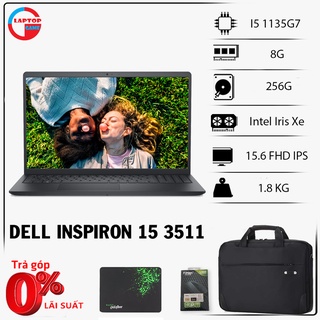 LAPTOP
I5 1135G7
8G
256G
Intel Iris Xe
15.6 FHD IPS
1.8 KG
DELL INSPIRON 15 3511
Trả góp
0%
LÃI SUẤT